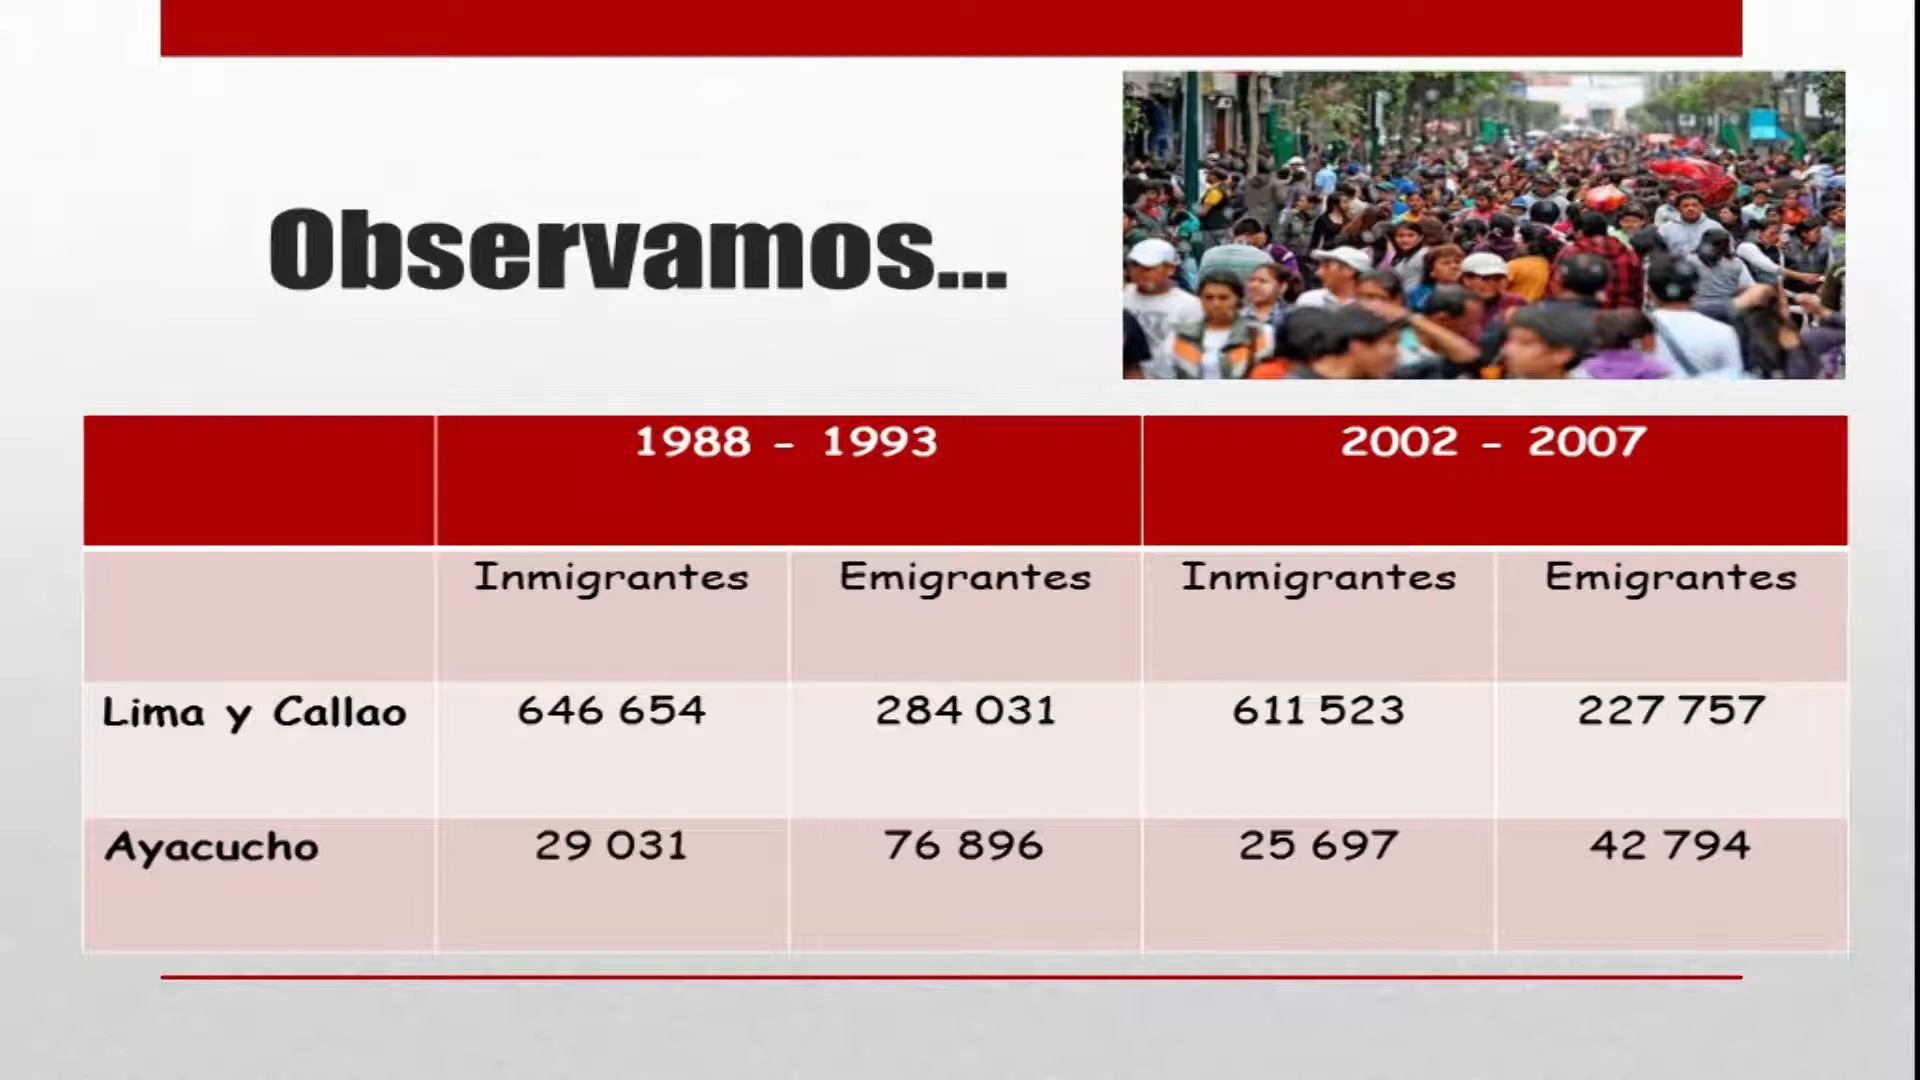 Observamos...
1988 - 1993 2002 - 2007
Inmigrantes Emigrantes Inmigrantes Emigrantes
Lima y Callao 646 654 284 031 611 523 227 757
Ayacucho 29 031 76 896 25 697 42 794